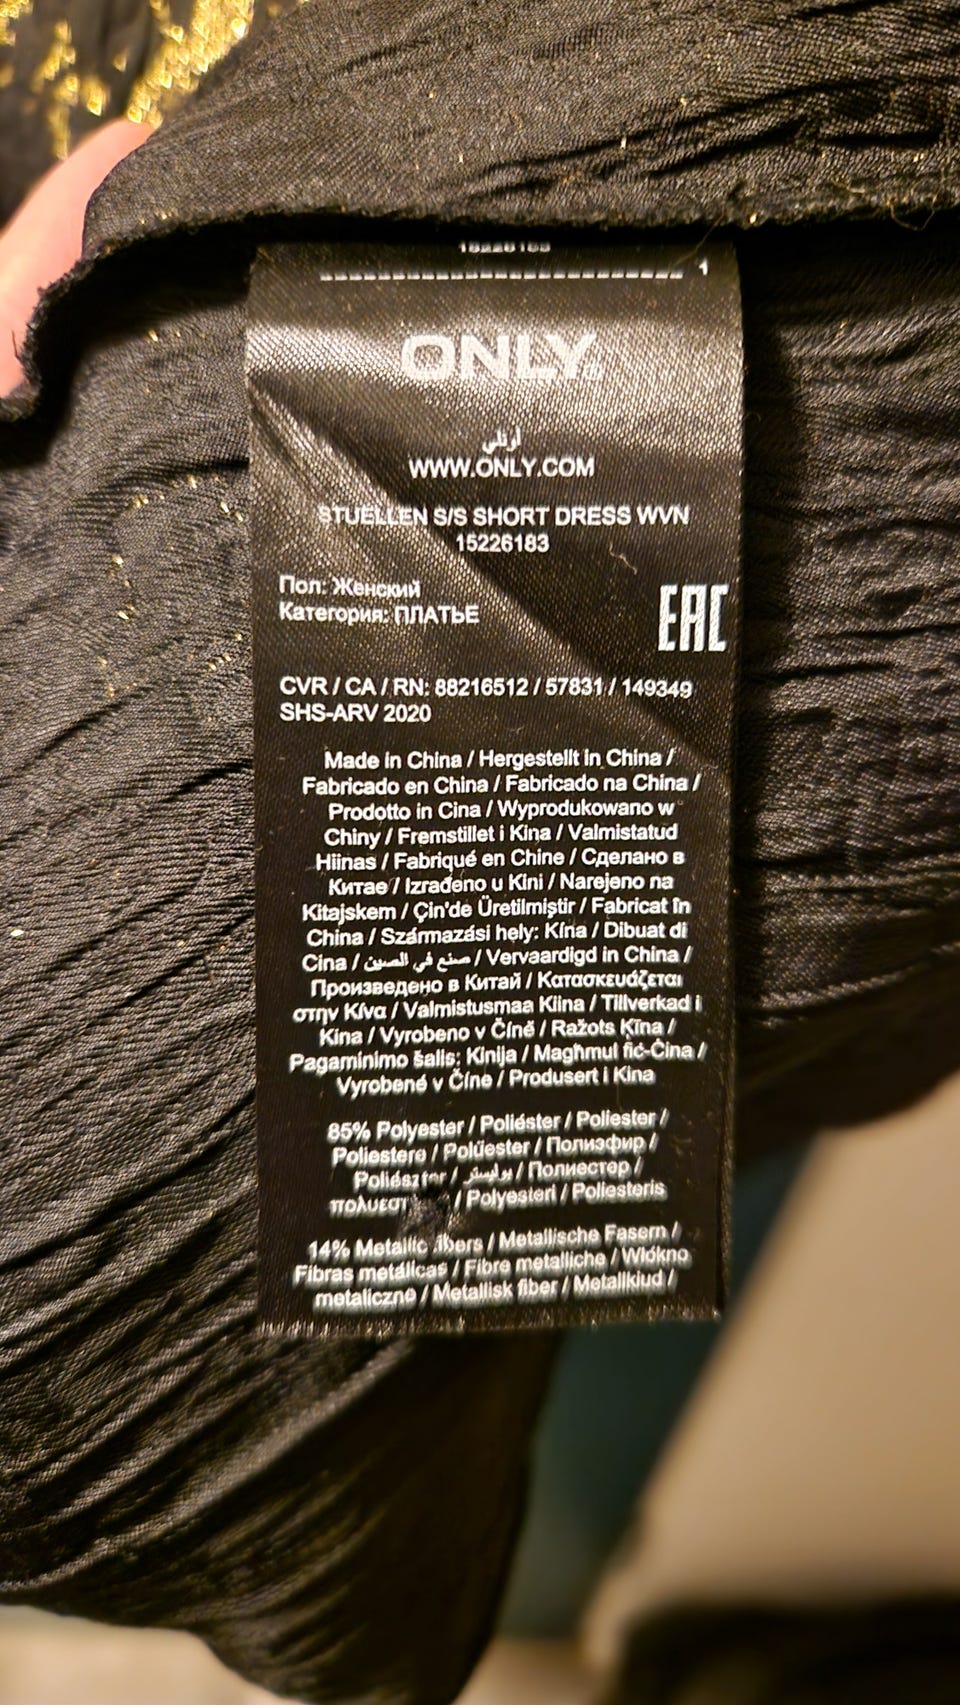 15226183
1
ONLY
أونلي
WWW.ONLY.COM
STUELLEN S/S SHORT DRESS WVN
15226183
Пол: Женский
Категория: ПЛАТЬЕ
EAC
CVR / CA / RN: 88216512 / 57831 / 149349
SHS-ARV 2020
Made in China / Hergestellt in China /
Fabricado en China / Fabricado na China /
Prodotto in Cina / Wyprodukowano w
Chiny / Fremstillet i Kina / Valmistatud
Hiinas / Fabriqué en Chine / Сделано в
Китае / Izrađeno u Kini / Narejeno na
Kitajskem / Çin'de Üretilmiştir / Fabricat în
China / Származási hely: Kína / Dibuat di
Cina / صنع في الصين / Vervaardigd in China /
Произведено в Китай / Κατασκευάζεται
στην Κίνα / Valmistusmaa Kiina / Tillverkad i
Kina / Vyrobeno v Číně / Ražots Ķīna /
Pagaminimo šalis: Kinija / Magħmul fiċ-Ċina /
Vyrobené v Číne / Produsert i Kina
85% Polyester / Poliéster / Poliester /
Poliestere / Polüester / Полиэфир /
Poliészter / بوليستر / Полиестер /
/ Polyesteri / Poliesteris
14% Metallic / Metallische Fasern /
Fibras metálicas / Fibre metalliche / Włókno
metaliczne / Metallisk fiber / Metallkiud /